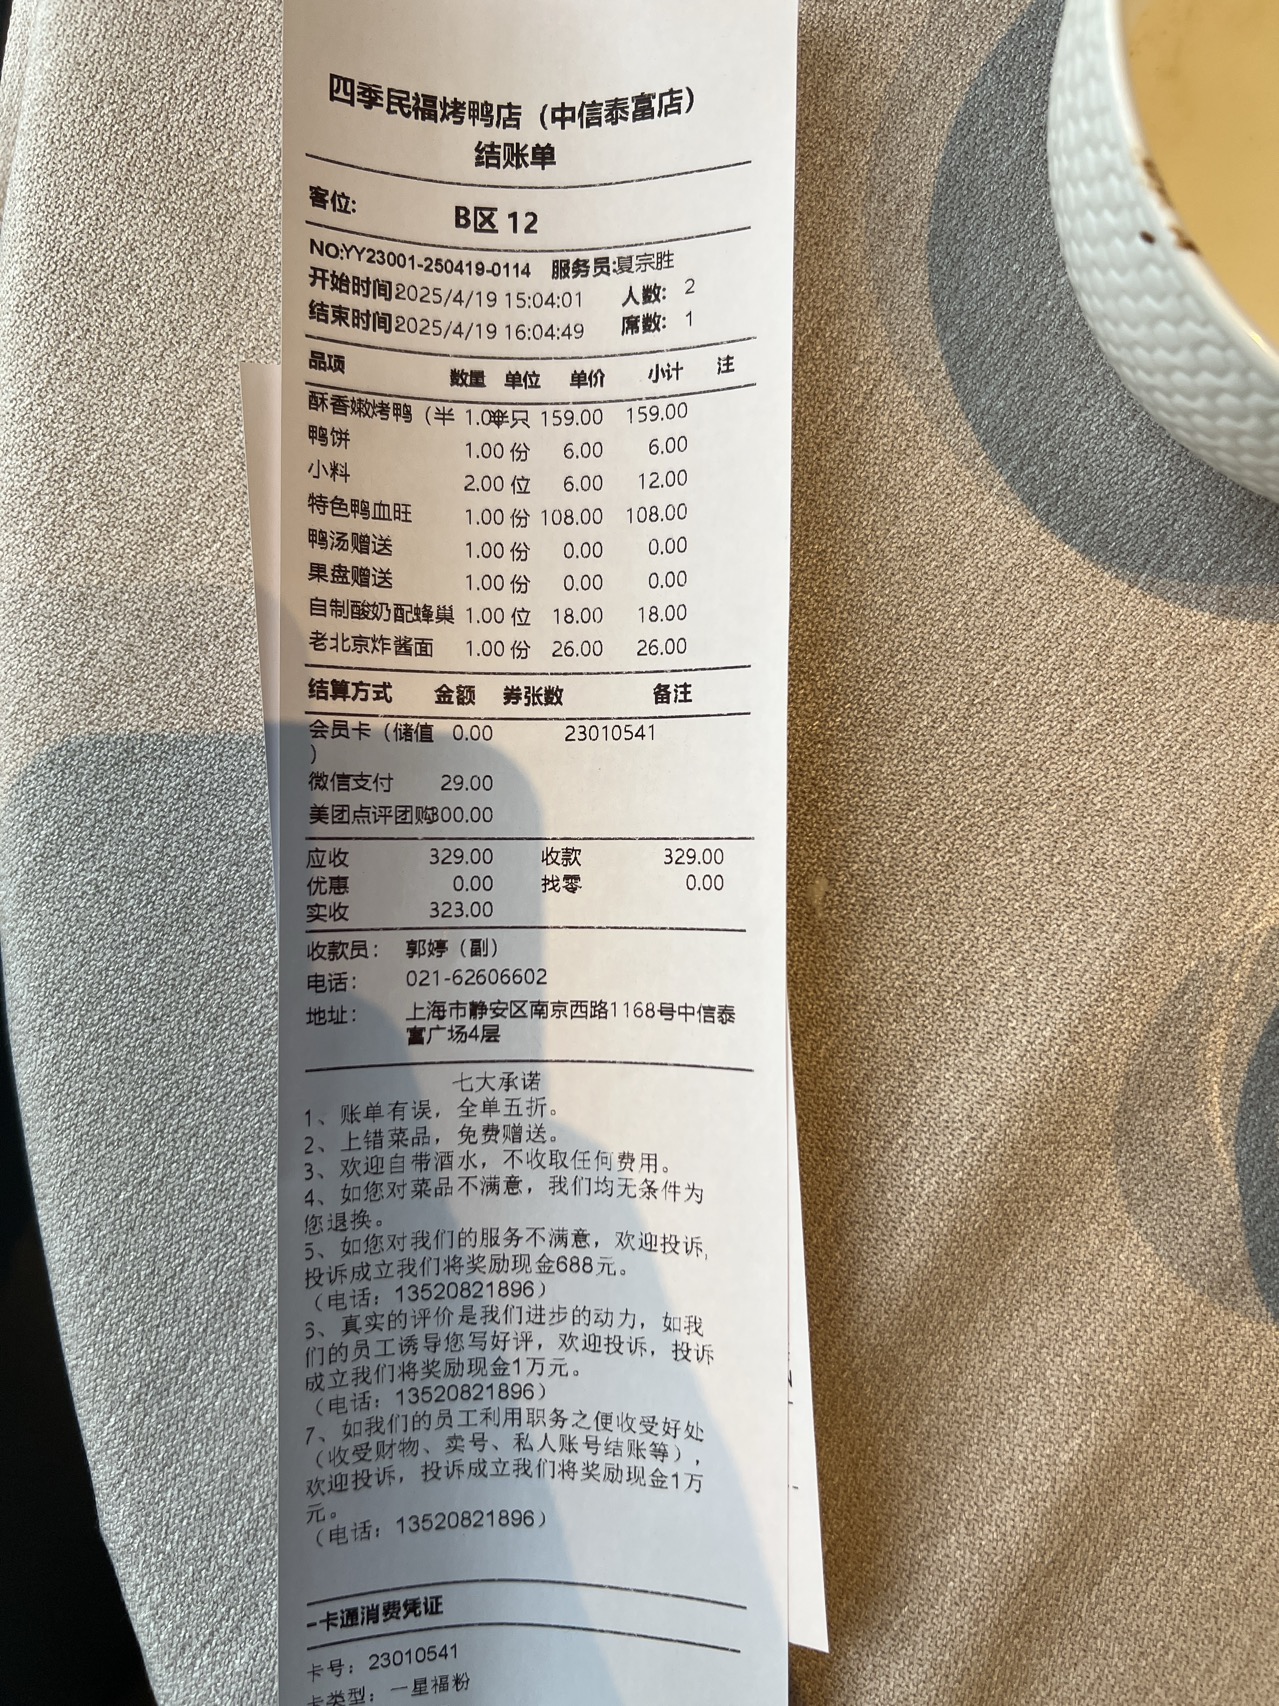 四季民福烤鸭店（中信泰富店）
结账单
客位: B区 12
NO:YY23001-250419-0114 服务员:夏宗胜
开始时间2025/4/19 15:04:01 人数: 2
结束时间2025/4/19 16:04:49 席数: 1
品项 数量 单位 单价 小计 注
酥香嫩烤鸭（半 1.00半只 159.00 159.00
鸭饼 1.00 份 6.00 6.00
小料 2.00 位 6.00 12.00
特色鸭血旺 1.00 份 108.00 108.00
鸭汤赠送 1.00 份 0.00 0.00
果盘赠送 1.00 份 0.00 0.00
自制酸奶配蜂巢 1.00 位 18.00 18.00
老北京炸酱面 1.00 份 26.00 26.00
结算方式 金额 券张数 备注
会员卡（储值 0.00 23010541
）
微信支付 29.00
美团点评团购300.00
应收 329.00 收款 329.00
优惠 0.00 找零 0.00
实收 323.00
收款员： 郭婷（副）
电话： 021-62606602
地址： 上海市静安区南京西路1168号中信泰
富广场4层
七大承诺
1、账单有误，全单五折。
2、上错菜品，免费赠送。
3、欢迎自带酒水，不收取任何费用。
4、如您对菜品不满意，我们均无条件为
您退换。
5、如您对我们的服务不满意，欢迎投诉，
投诉成立我们将奖励现金688元。
（电话：13520821896）
6、真实的评价是我们进步的动力，如我
们的员工诱导您写好评，欢迎投诉，投诉
成立我们将奖励现金1万元。
（电话：13520821896）
7、如我们的员工利用职务之便收受好处
（收受财物、卖号、私人账号结账等），
欢迎投诉，投诉成立我们将奖励现金1万
元。
（电话：13520821896）
一卡通消费凭证
卡号：23010541
卡类型：一星福粉